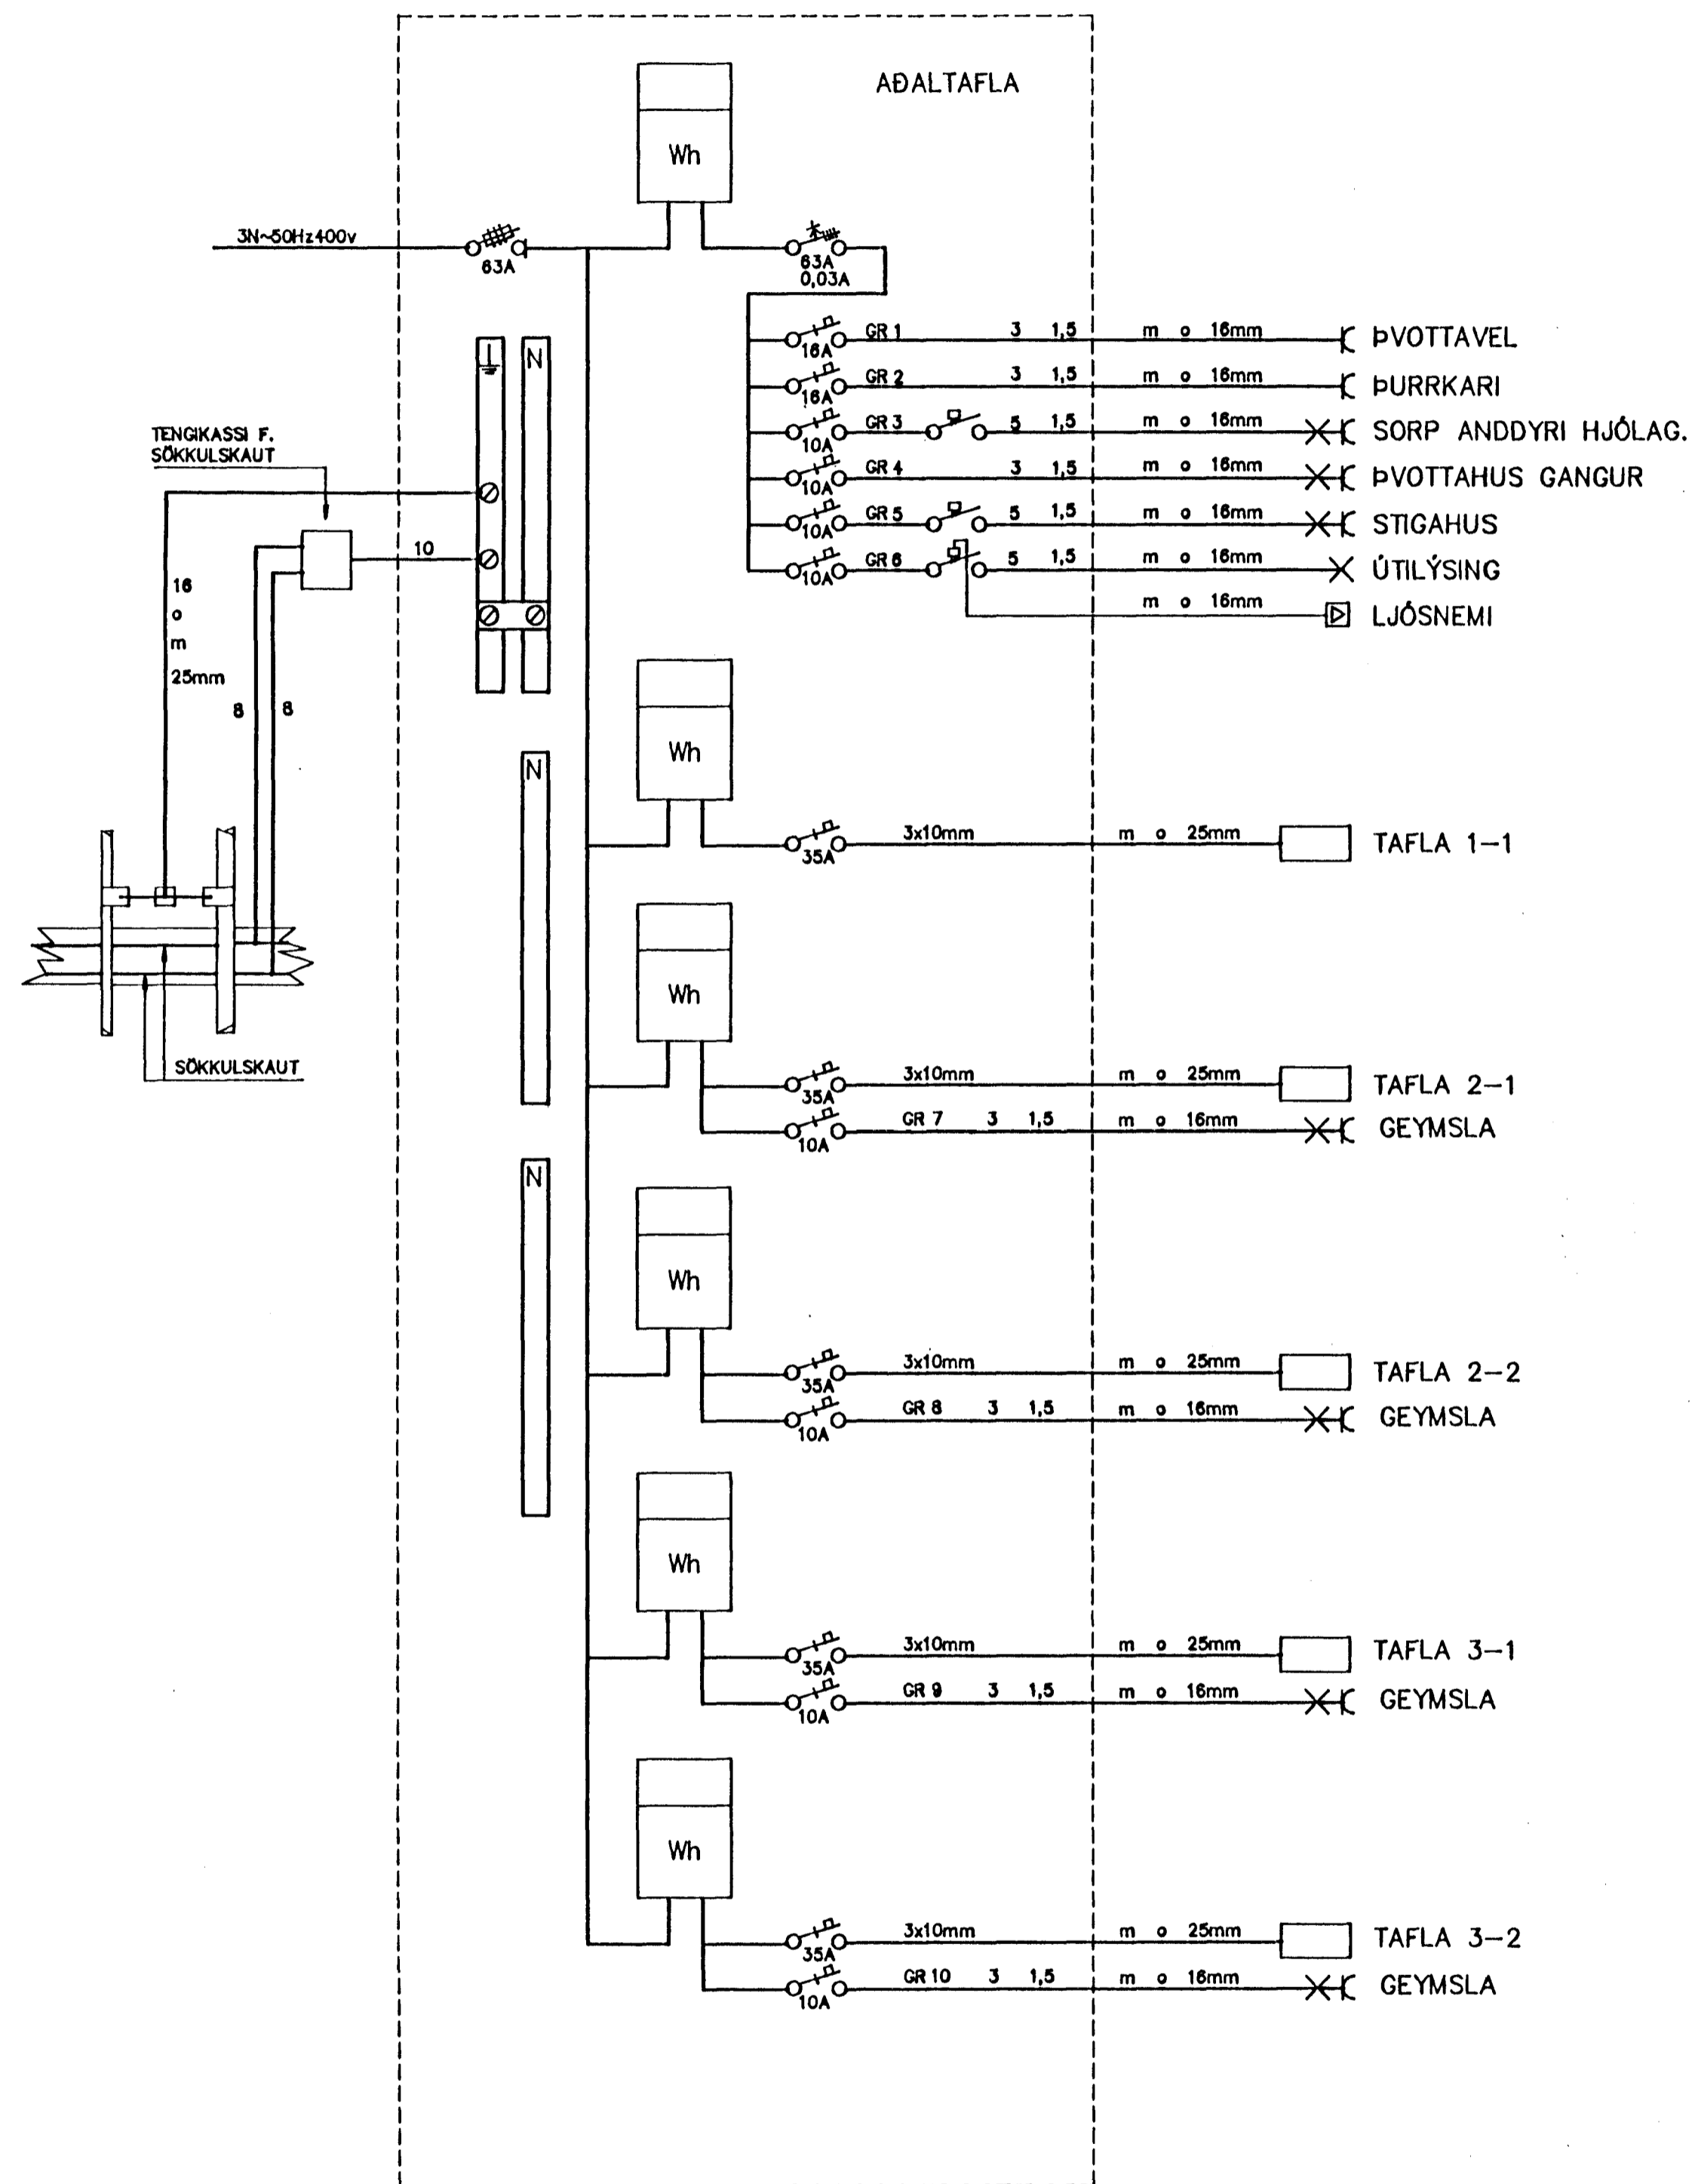 AÐALTAFLA
Wh
3N~50Hz400v
63A
63A
0,03A
GR 1 3 1,5 m o 16mm ÞVOTTAVEL
16A
GR 2 3 1,5 m o 16mm ÞURRKARI
16A
GR 3 5 1,5 m o 16mm SORP ANDDYRI HJÓLAG.
10A
GR 4 3 1,5 m o 16mm ÞVOTTAHUS GANGUR
10A
GR 5 5 1,5 m o 16mm STIGAHUS
10A
GR 6 5 1,5 m o 16mm ÚTILÝSING
10A
m o 16mm LJÓSNEMI
N
TENGIKASSI F.
SÖKKULSKAUT
10
16
o
m
25mm
8 8
SÖKKULSKAUT
Wh
N
3x10mm m o 25mm TAFLA 1-1
35A
Wh
3x10mm m o 25mm TAFLA 2-1
35A
GR 7 3 1,5 m o 16mm GEYMSLA
10A
N
Wh
3x10mm m o 25mm TAFLA 2-2
35A
GR 8 3 1,5 m o 16mm GEYMSLA
10A
Wh
3x10mm m o 25mm TAFLA 3-1
35A
GR 9 3 1,5 m o 16mm GEYMSLA
10A
Wh
3x10mm m o 25mm TAFLA 3-2
35A
GR 10 3 1,5 m o 16mm GEYMSLA
10A